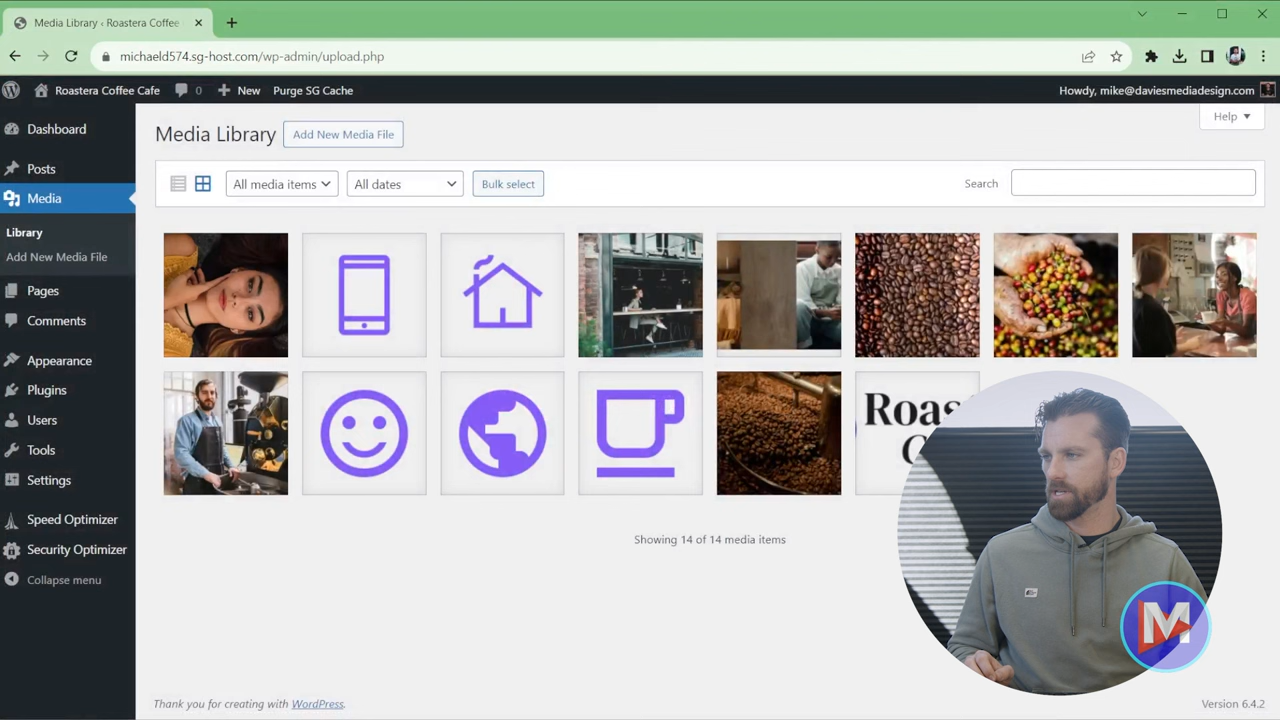 Media Library ‹ Roastera Coffee
michaeld574.sg-host.com/wp-admin/upload.php
Roastera Coffee Cafe 0 New Purge SG Cache Howdy, mike@daviesmediadesign.com
Help
Dashboard
Posts
Media
Library
Add New Media File
Pages
Comments
Appearance
Plugins
Users
Tools
Settings
Speed Optimizer
Security Optimizer
Collapse menu
Media Library Add New Media File
All media items All dates Bulk select Search
Roas
C
M
Showing 14 of 14 media items
Thank you for creating with WordPress. Version 6.4.2